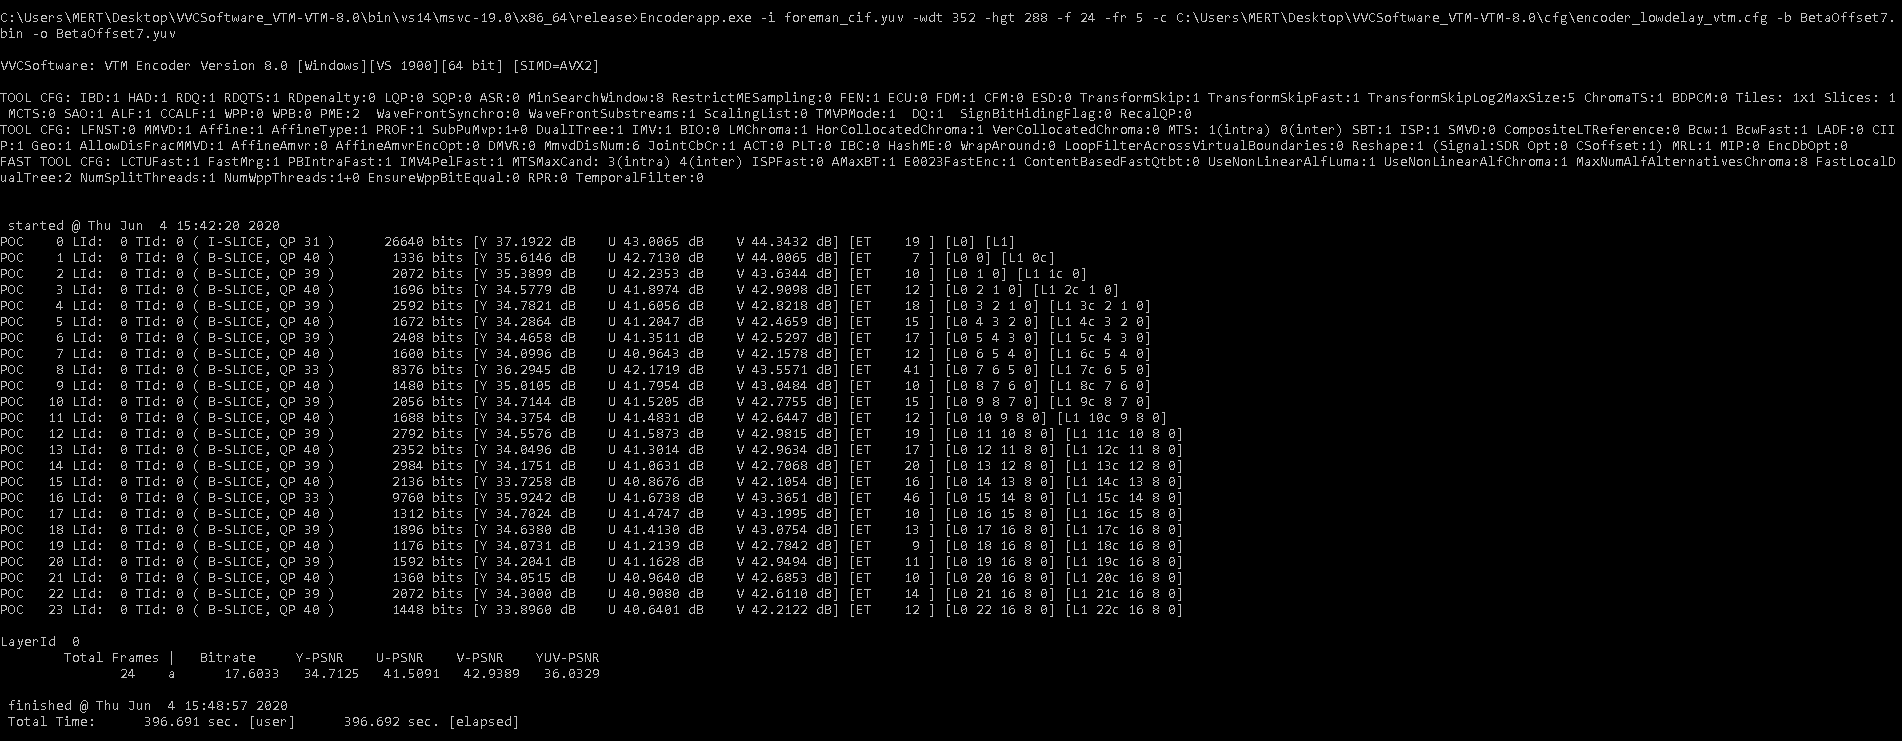 C:\Users\MERT\Desktop\VVCSoftware_VTM-VTM-8.0\bin\vs14\msvc-19.0\x86_64\release>Encoderapp.exe -i foreman_cif.yuv -wdt 352 -hgt 288 -f 24 -fr 5 -c C:\Users\MERT\Desktop\VVCSoftware_VTM-VTM-8.0\cfg\encoder_lowdelay_vtm.cfg -b BetaOffset7.
bin -o BetaOffset7.yuv
VVCSoftware: VTM Encoder Version 8.0 [Windows][VS 1900][64 bit] [SIMD=AVX2]
TOOL CFG: IBD:1 HAD:1 RDQ:1 RDQTS:1 RDpenalty:0 LQP:0 SQP:0 ASR:0 MinSearchWindow:8 RestrictMESampling:0 FEN:1 ECU:0 FDM:1 CFM:0 ESD:0 TransformSkip:1 TransformSkipFast:1 TransformSkipLog2MaxSize:5 ChromaTS:1 BDPCM:0 Tiles: 1x1 Slices: 1
MCTS:0 SAO:1 ALF:1 CCALF:1 WPP:0 WPB:0 PME:2 WaveFrontSynchro:0 WaveFrontSubstreams:1 ScalingList:0 TMVPMode:1 DQ:1 SignBitHidingFlag:0 RecalQP:0
TOOL CFG: LFNST:0 MMVD:1 Affine:1 AffineType:1 PROF:1 SubPuMvp:1+0 DualITree:1 IMV:1 BIO:0 LMChroma:1 HorCollocatedChroma:1 VerCollocatedChroma:0 MTS: 1(intra) 0(inter) SBT:1 ISP:1 SMVD:0 CompositeLTReference:0 Bcw:1 BcwFast:1 LADF:0 CII
P:1 Geo:1 AllowDisFracMMVD:1 AffineAmvr:0 AffineAmvrEncOpt:0 DMVR:0 MmvdDisNum:6 JointCbCr:1 ACT:0 PLT:0 IBC:0 HashME:0 WrapAround:0 LoopFilterAcrossVirtualBoundaries:0 Reshape:1 (Signal:SDR Opt:0 CSoffset:1) MRL:1 MIP:0 EncDbOpt:0
FAST TOOL CFG: LCTUFast:1 FastMrg:1 PBIntraFast:1 IMV4PelFast:1 MTSMaxCand: 3(intra) 4(inter) ISPFast:0 AMaxBT:1 E0023FastEnc:1 ContentBasedFastQtbt:0 UseNonLinearAlfLuma:1 UseNonLinearAlfChroma:1 MaxNumAlfAlternativesChroma:8 FastLocalD
ualTree:2 NumSplitThreads:1 NumWppThreads:1+0 EnsureWppBitEqual:0 RPR:0 TemporalFilter:0
started @ Thu Jun 4 15:42:20 2020
POC 0 LId: 0 TId: 0 ( I-SLICE, QP 31 ) 26640 bits [Y 37.1922 dB U 43.0065 dB V 44.3432 dB] [ET 19 ] [L0] [L1]
POC 1 LId: 0 TId: 0 ( B-SLICE, QP 40 ) 1336 bits [Y 35.6146 dB U 42.7130 dB V 44.0065 dB] [ET 7 ] [L0 0] [L1 0c]
POC 2 LId: 0 TId: 0 ( B-SLICE, QP 39 ) 2072 bits [Y 35.3899 dB U 42.2353 dB V 43.6344 dB] [ET 10 ] [L0 1 0] [L1 1c 0]
POC 3 LId: 0 TId: 0 ( B-SLICE, QP 40 ) 1696 bits [Y 34.5779 dB U 41.8974 dB V 42.9098 dB] [ET 12 ] [L0 2 1 0] [L1 2c 1 0]
POC 4 LId: 0 TId: 0 ( B-SLICE, QP 39 ) 2592 bits [Y 34.7821 dB U 41.6056 dB V 42.8218 dB] [ET 18 ] [L0 3 2 1 0] [L1 3c 2 1 0]
POC 5 LId: 0 TId: 0 ( B-SLICE, QP 40 ) 1672 bits [Y 34.2864 dB U 41.2047 dB V 42.4659 dB] [ET 15 ] [L0 4 3 2 0] [L1 4c 3 2 0]
POC 6 LId: 0 TId: 0 ( B-SLICE, QP 39 ) 2408 bits [Y 34.4658 dB U 41.3511 dB V 42.5297 dB] [ET 17 ] [L0 5 4 3 0] [L1 5c 4 3 0]
POC 7 LId: 0 TId: 0 ( B-SLICE, QP 40 ) 1600 bits [Y 34.0996 dB U 40.9643 dB V 42.1578 dB] [ET 12 ] [L0 6 5 4 0] [L1 6c 5 4 0]
POC 8 LId: 0 TId: 0 ( B-SLICE, QP 33 ) 8376 bits [Y 36.2945 dB U 42.1719 dB V 43.5571 dB] [ET 41 ] [L0 7 6 5 0] [L1 7c 6 5 0]
POC 9 LId: 0 TId: 0 ( B-SLICE, QP 40 ) 1480 bits [Y 35.0105 dB U 41.7954 dB V 43.0484 dB] [ET 10 ] [L0 8 7 6 0] [L1 8c 7 6 0]
POC 10 LId: 0 TId: 0 ( B-SLICE, QP 39 ) 2056 bits [Y 34.7144 dB U 41.5205 dB V 42.7755 dB] [ET 15 ] [L0 9 8 7 0] [L1 9c 8 7 0]
POC 11 LId: 0 TId: 0 ( B-SLICE, QP 40 ) 1688 bits [Y 34.3754 dB U 41.4831 dB V 42.6447 dB] [ET 12 ] [L0 10 9 8 0] [L1 10c 9 8 0]
POC 12 LId: 0 TId: 0 ( B-SLICE, QP 39 ) 2792 bits [Y 34.5576 dB U 41.5873 dB V 42.9815 dB] [ET 19 ] [L0 11 10 8 0] [L1 11c 10 8 0]
POC 13 LId: 0 TId: 0 ( B-SLICE, QP 40 ) 2352 bits [Y 34.0496 dB U 41.3014 dB V 42.9634 dB] [ET 17 ] [L0 12 11 8 0] [L1 12c 11 8 0]
POC 14 LId: 0 TId: 0 ( B-SLICE, QP 39 ) 2984 bits [Y 34.1751 dB U 41.0631 dB V 42.7068 dB] [ET 20 ] [L0 13 12 8 0] [L1 13c 12 8 0]
POC 15 LId: 0 TId: 0 ( B-SLICE, QP 40 ) 2136 bits [Y 33.7258 dB U 40.8676 dB V 42.1054 dB] [ET 16 ] [L0 14 13 8 0] [L1 14c 13 8 0]
POC 16 LId: 0 TId: 0 ( B-SLICE, QP 33 ) 9760 bits [Y 35.9242 dB U 41.6738 dB V 43.3651 dB] [ET 46 ] [L0 15 14 8 0] [L1 15c 14 8 0]
POC 17 LId: 0 TId: 0 ( B-SLICE, QP 40 ) 1312 bits [Y 34.7024 dB U 41.4747 dB V 43.1995 dB] [ET 10 ] [L0 16 15 8 0] [L1 16c 15 8 0]
POC 18 LId: 0 TId: 0 ( B-SLICE, QP 39 ) 1896 bits [Y 34.6380 dB U 41.4130 dB V 43.0754 dB] [ET 13 ] [L0 17 16 8 0] [L1 17c 16 8 0]
POC 19 LId: 0 TId: 0 ( B-SLICE, QP 40 ) 1176 bits [Y 34.0731 dB U 41.2139 dB V 42.7842 dB] [ET 9 ] [L0 18 16 8 0] [L1 18c 16 8 0]
POC 20 LId: 0 TId: 0 ( B-SLICE, QP 39 ) 1592 bits [Y 34.2041 dB U 41.1628 dB V 42.9494 dB] [ET 11 ] [L0 19 16 8 0] [L1 19c 16 8 0]
POC 21 LId: 0 TId: 0 ( B-SLICE, QP 40 ) 1360 bits [Y 34.0515 dB U 40.9640 dB V 42.6853 dB] [ET 10 ] [L0 20 16 8 0] [L1 20c 16 8 0]
POC 22 LId: 0 TId: 0 ( B-SLICE, QP 39 ) 2072 bits [Y 34.3000 dB U 40.9080 dB V 42.6110 dB] [ET 14 ] [L0 21 16 8 0] [L1 21c 16 8 0]
POC 23 LId: 0 TId: 0 ( B-SLICE, QP 40 ) 1448 bits [Y 33.8960 dB U 40.6401 dB V 42.2122 dB] [ET 12 ] [L0 22 16 8 0] [L1 22c 16 8 0]
LayerId 0
Total Frames | Bitrate Y-PSNR U-PSNR V-PSNR YUV-PSNR
24 a 17.6033 34.7125 41.5091 42.9389 36.0329
finished @ Thu Jun 4 15:48:57 2020
Total Time: 396.691 sec. [user] 396.692 sec. [elapsed]